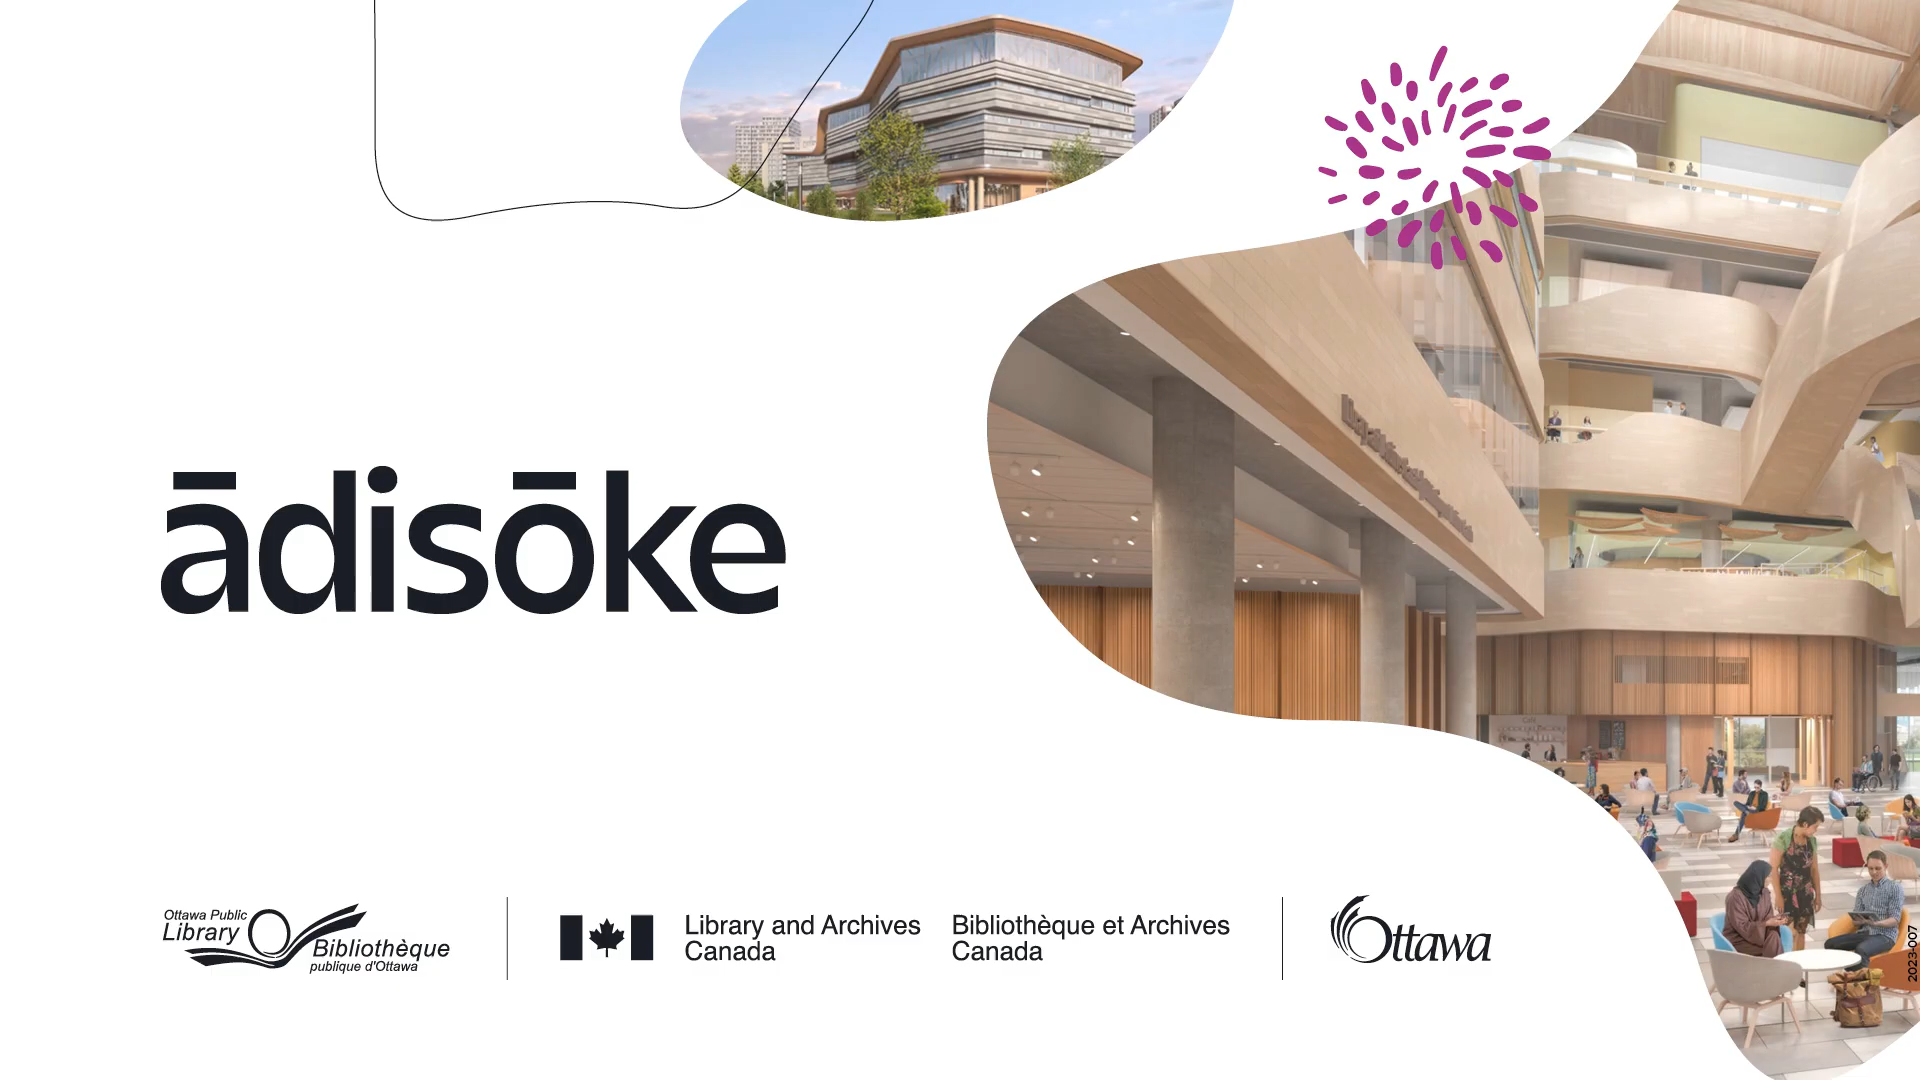 ādisōke
Ottawa Public
Library
Bibliothèque
publique d'Ottawa
Library and Archives
Canada
Bibliothèque et Archives
Canada
Ottawa
2023-007